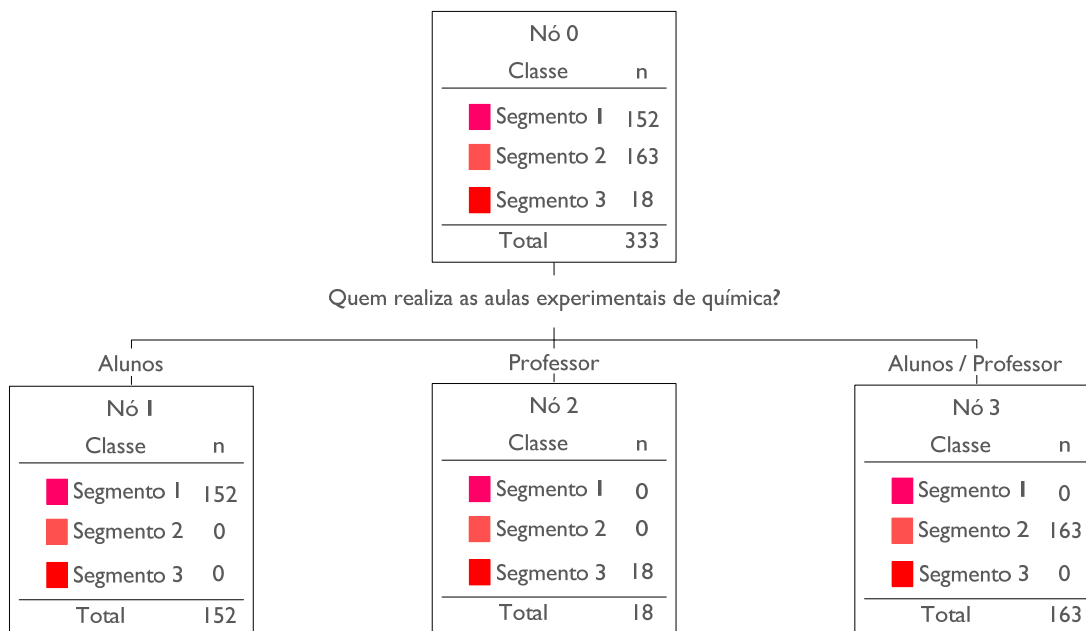 Nó 0
Classe n
Segmento 1 152
Segmento 2 163
Segmento 3 18
Total 333
Quem realiza as aulas experimentais de química?
Alunos
Nó 1
Classe n
Segmento 1 152
Segmento 2 0
Segmento 3 0
Total 152
Professor
Nó 2
Classe n
Segmento 1 0
Segmento 2 0
Segmento 3 18
Total 18
Alunos / Professor
Nó 3
Classe n
Segmento 1 0
Segmento 2 163
Segmento 3 0
Total 163